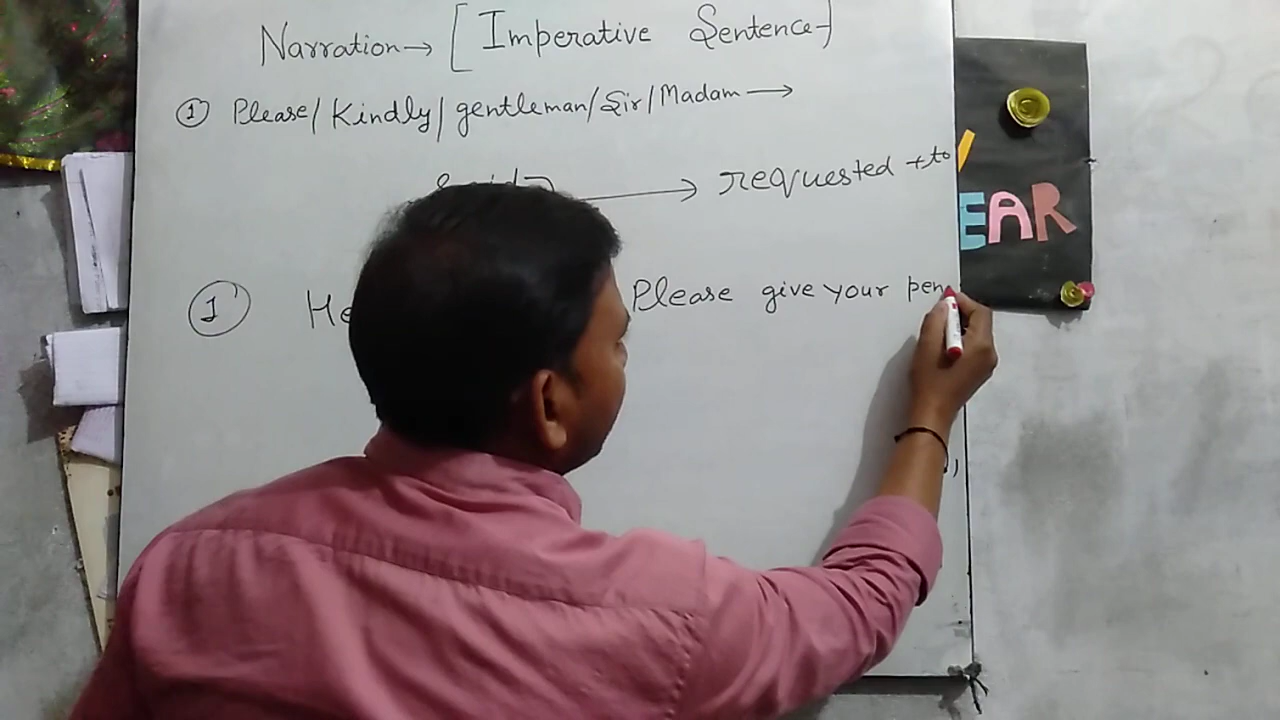 Narration→ [Imperative Sentence]
① Please/Kindly/gentleman/Sir/Madam →
→ requested + to
① He Please give your pen
EAR